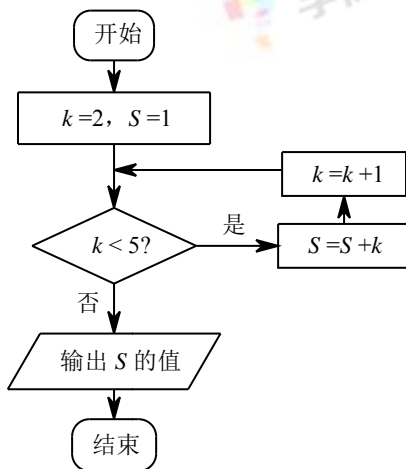 开始
k =2，S =1
k =k +1
k < 5?
是
S =S +k
否
输出 S 的值
结束